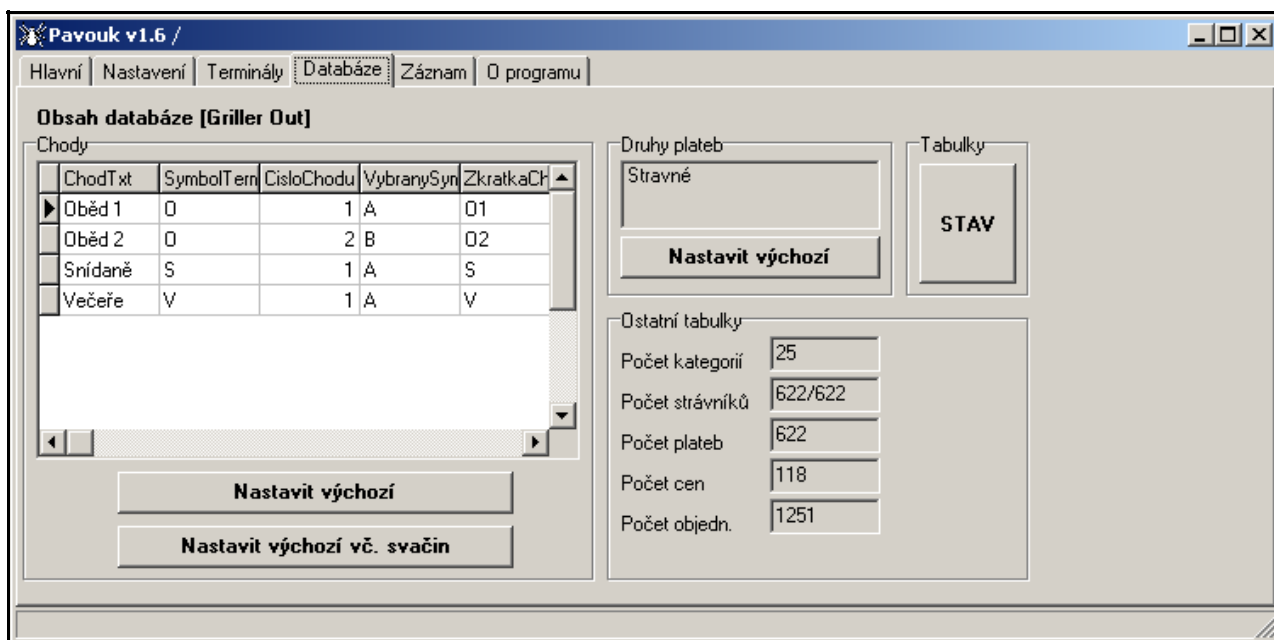 Pavouk v1.6 /
Hlavní Nastavení Terminály Databáze Záznam O programu
Obsah databáze [Griller Out]
Chody
ChodTxt SymbolTern CisloChodu VybranySyn ZkratkaCh
Oběd 1 O 1 A O1
Oběd 2 O 2 B O2
Snídaně S 1 A S
Večeře V 1 A V
Nastavit výchozí
Nastavit výchozí vč. svačin
Druhy plateb
Stravné
Nastavit výchozí
Tabulky
STAV
Ostatní tabulky
Počet kategorií 25
Počet strávníků 622/622
Počet plateb 622
Počet cen 118
Počet objedn. 1251